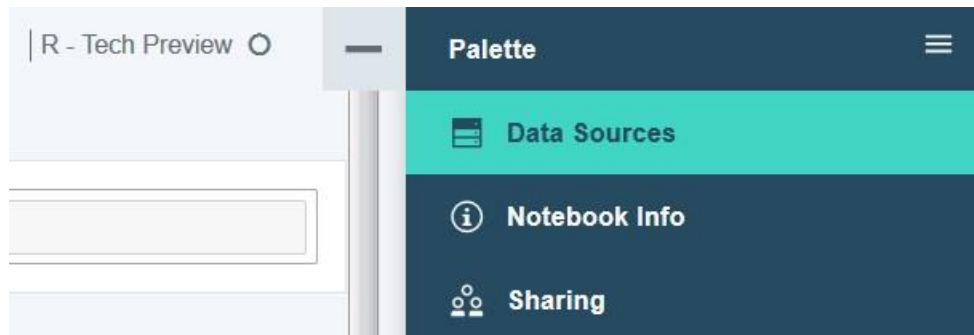 R - Tech Preview
Palette
Data Sources
Notebook Info
Sharing